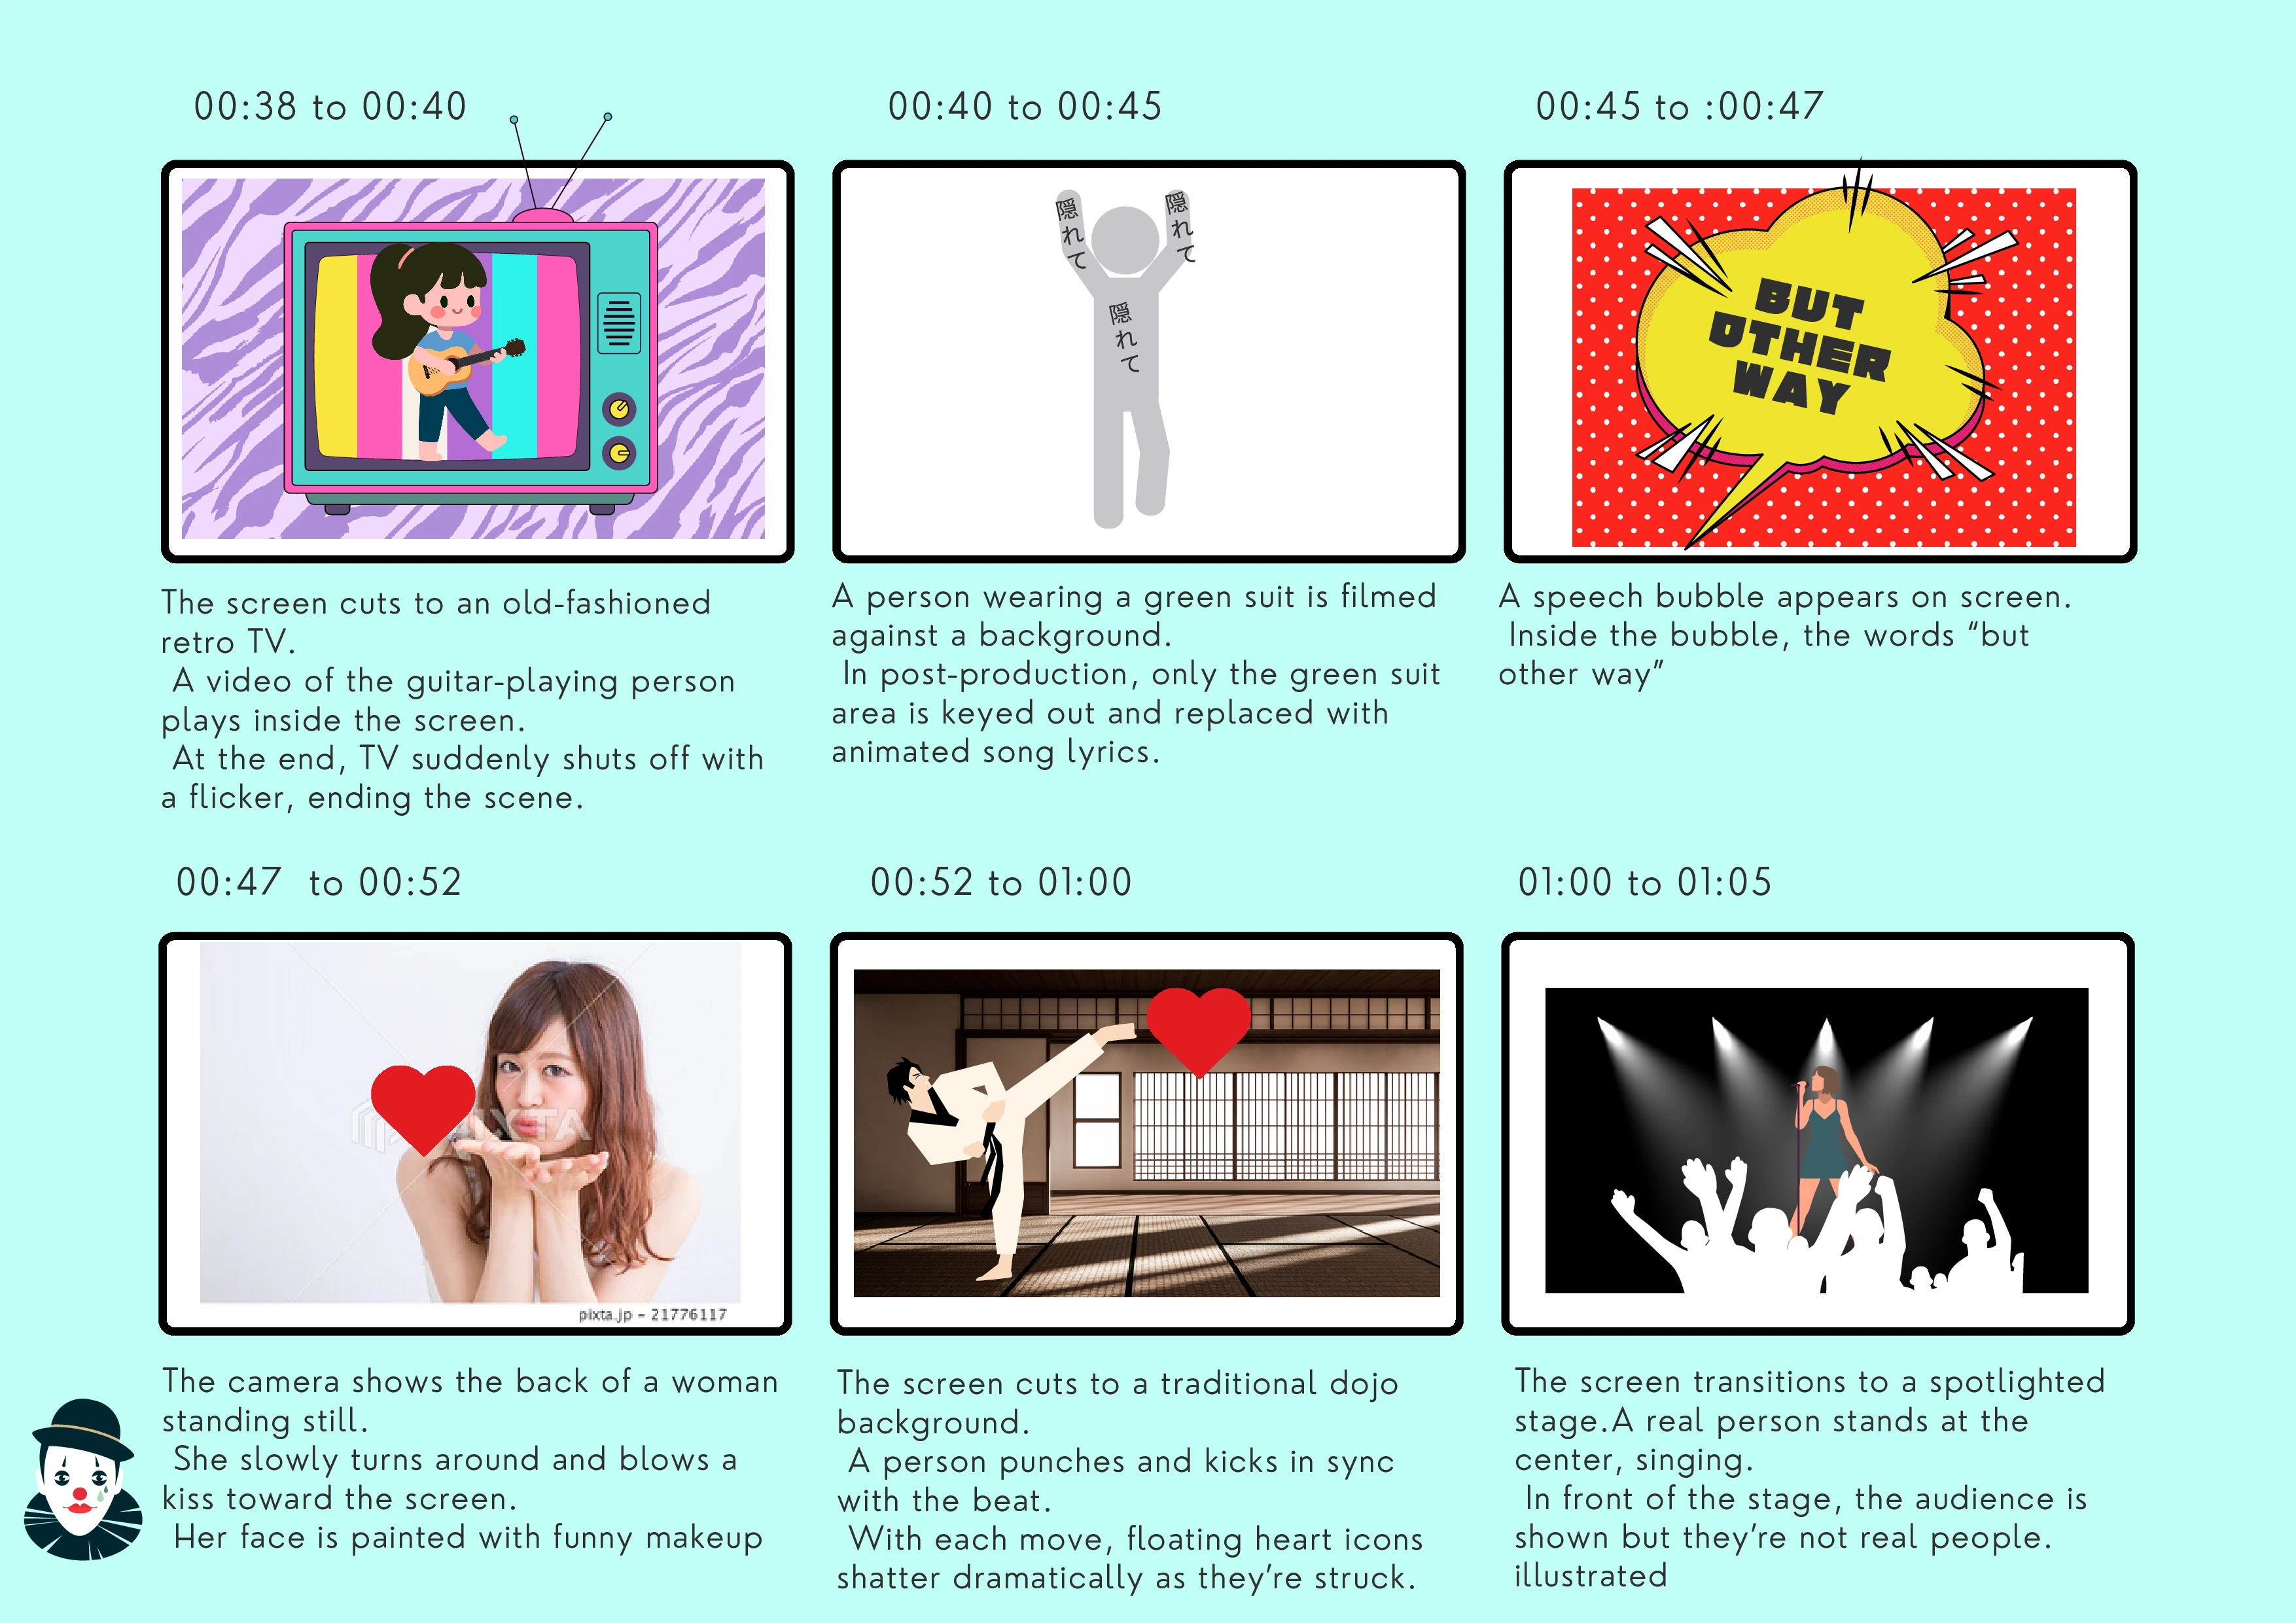 00:38 to 00:40
00:40 to 00:45
00:45 to :00:47
隠れて
隠れて
隠れて
BUT
OTHER
WAY
The screen cuts to an old-fashioned
retro TV.
A video of the guitar-playing person
plays inside the screen.
At the end, TV suddenly shuts off with
a flicker, ending the scene.
A person wearing a green suit is filmed
against a background.
In post-production, only the green suit
area is keyed out and replaced with
animated song lyrics.
A speech bubble appears on screen.
Inside the bubble, the words “but
other way”
00:47 to 00:52
00:52 to 01:00
01:00 to 01:05
PIXTA
pixta.jp - 21776117
The camera shows the back of a woman
standing still.
She slowly turns around and blows a
kiss toward the screen.
Her face is painted with funny makeup
The screen cuts to a traditional dojo
background.
A person punches and kicks in sync
with the beat.
With each move, floating heart icons
shatter dramatically as they’re struck.
The screen transitions to a spotlighted
stage.A real person stands at the
center, singing.
In front of the stage, the audience is
shown but they’re not real people.
illustrated